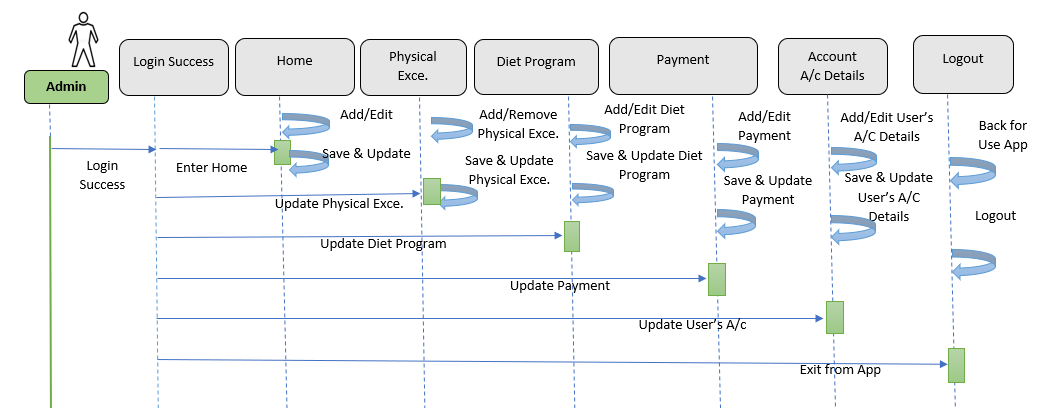 Admin
Login Success
Home
Physical
Exce.
Diet Program
Payment
Account
A/c Details
Logout
Add/Edit
Save & Update
Add/Remove
Physical Exce.
Save & Update
Physical Exce.
Add/Edit Diet
Program
Save & Update Diet
Program
Add/Edit
Payment
Save & Update
Payment
Add/Edit User's
A/C Details
Save & Update
User's A/C
Details
Back for
Use App
Logout
Login
Success
Enter Home
Update Physical Exce.
Update Diet Program
Update Payment
Update User's A/c
Exit from App